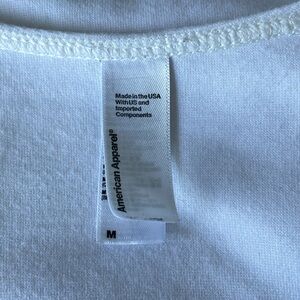 Made in the USA
With US and
Imported
Components
American Apparel®
M